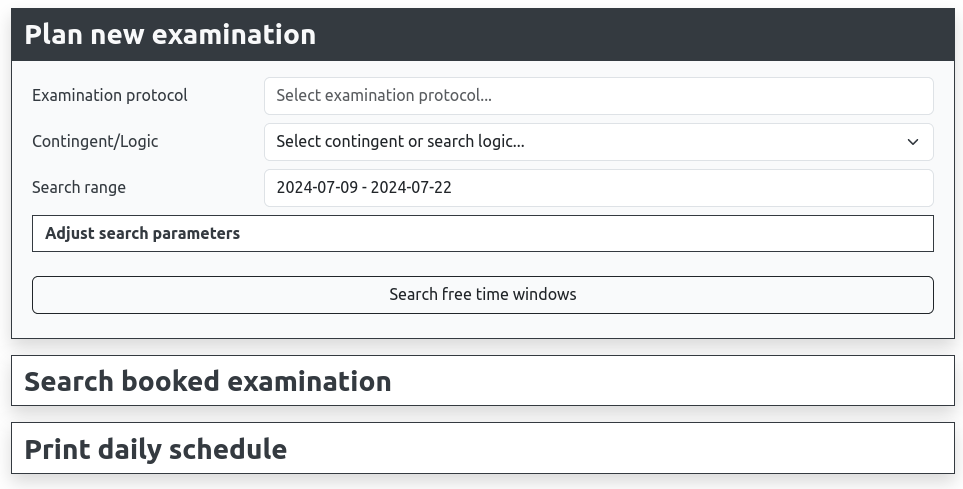 Plan new examination
Examination protocol
Select examination protocol...
Contingent/Logic
Select contingent or search logic...
Search range
2024-07-09 - 2024-07-22
Adjust search parameters
Search free time windows
Search booked examination
Print daily schedule